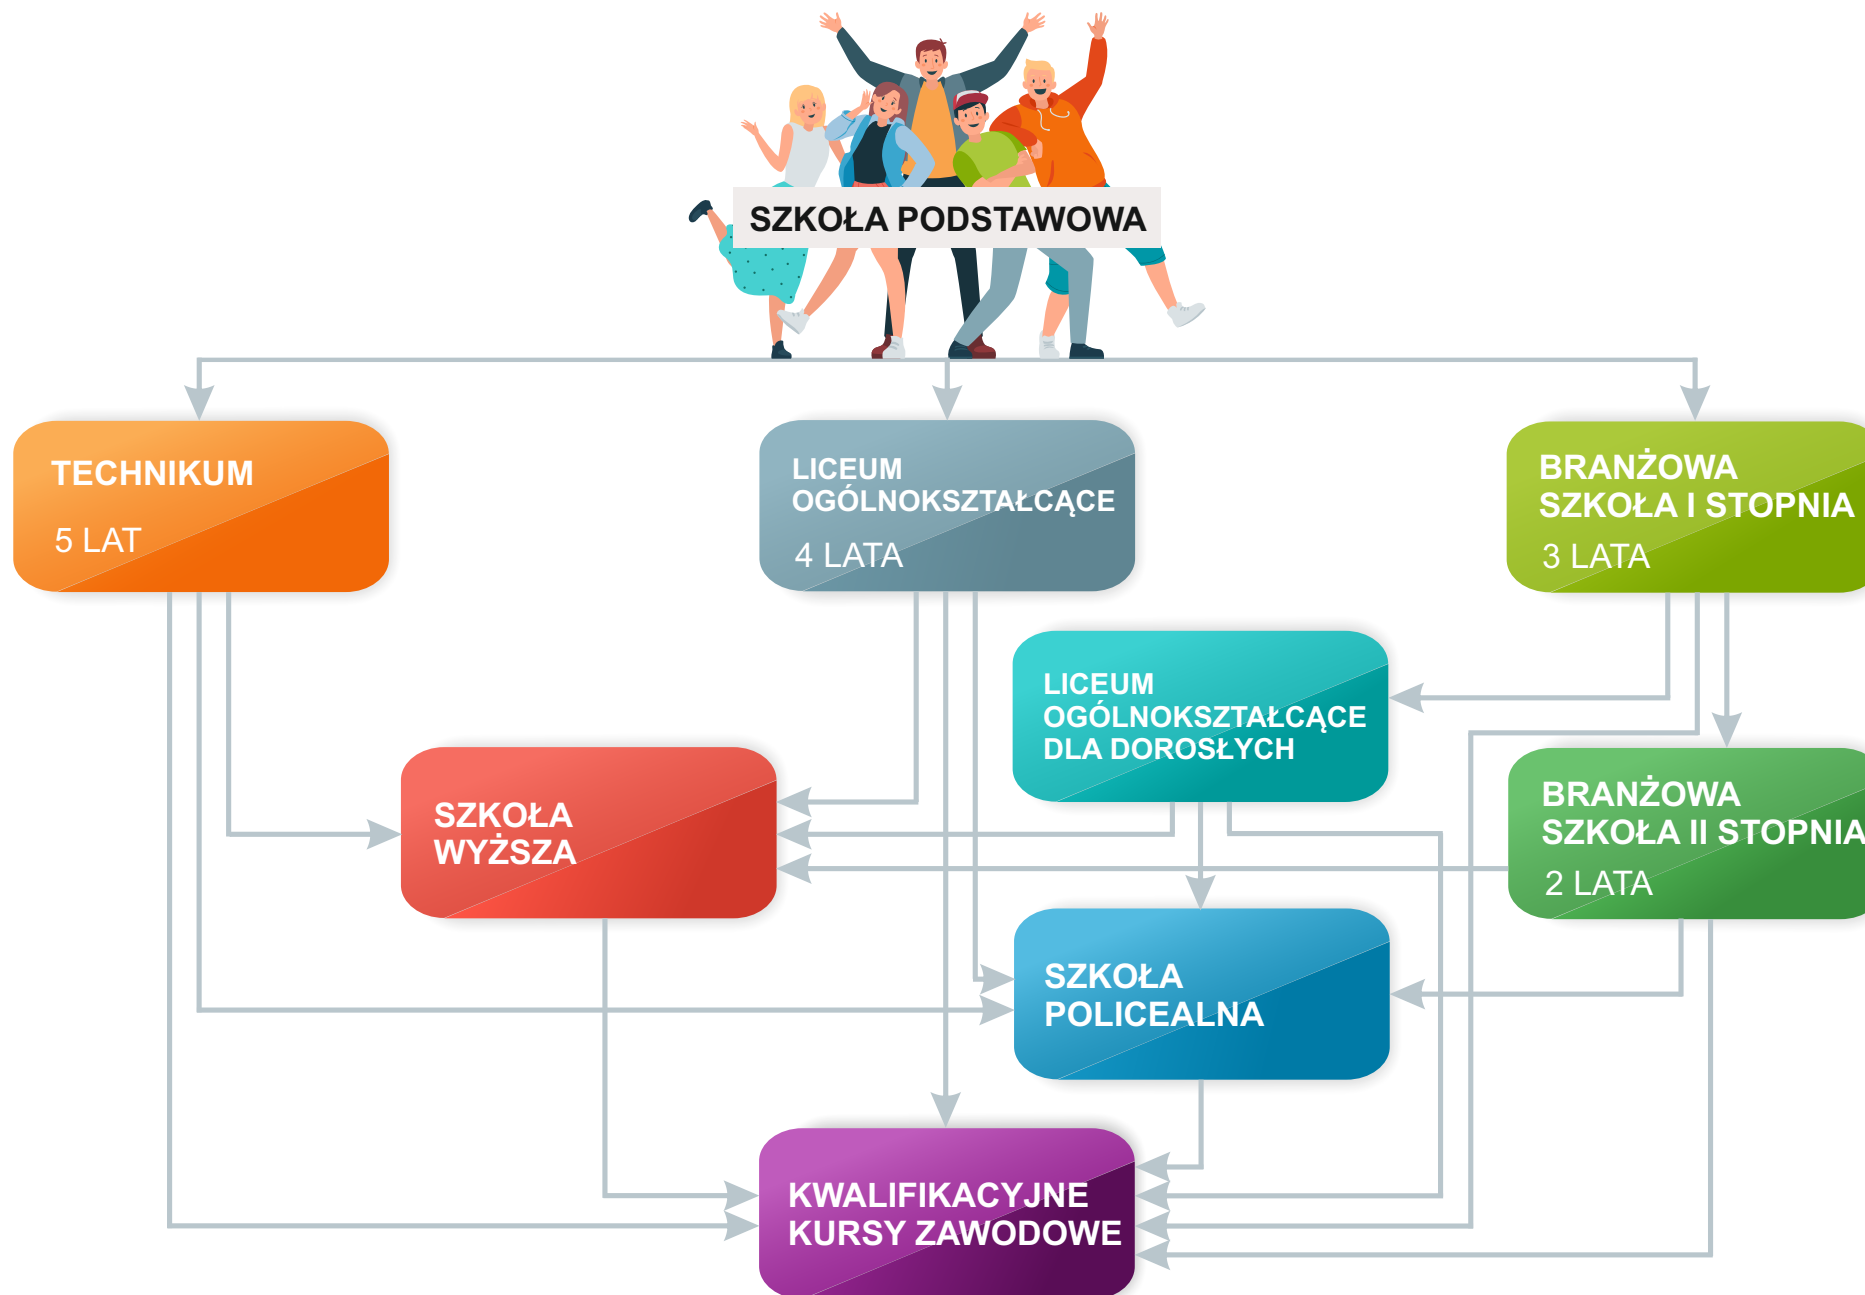 SZKOŁA PODSTAWOWA
TECHNIKUM
5 LAT
LICEUM
OGÓLNOKSZTAŁCĄCE
4 LATA
BRANŻOWA
SZKOŁA I STOPNIA
3 LATA
LICEUM
OGÓLNOKSZTAŁCĄCE
DLA DOROSŁYCH
SZKOŁA
WYŻSZA
BRANŻOWA
SZKOŁA II STOPNIA
2 LATA
SZKOŁA
POLICEALNA
KWALIFIKACYJNE
KURSY ZAWODOWE